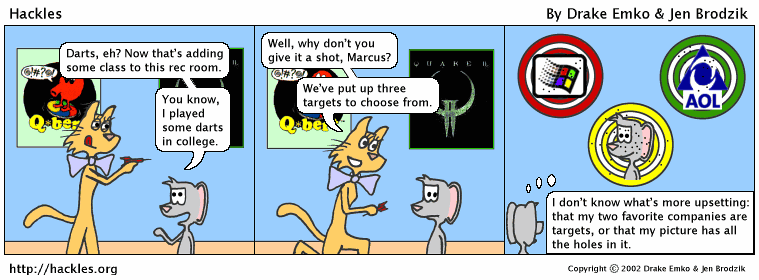 Hackles
By Drake Emko & Jen Brodzik
Darts, eh? Now that's adding
some class to this rec room.
You know,
I played
some darts
in college.
@!#?@!
Q*bert
Well, why don't you
give it a shot, Marcus?
We've put up three
targets to choose from.
QUAKE II
AOL
I don't know what's more upsetting:
that my two favorite companies are
targets, or that my picture has all
the holes in it.
http://hackles.org
Copyright © 2002 Drake Emko & Jen Brodzik